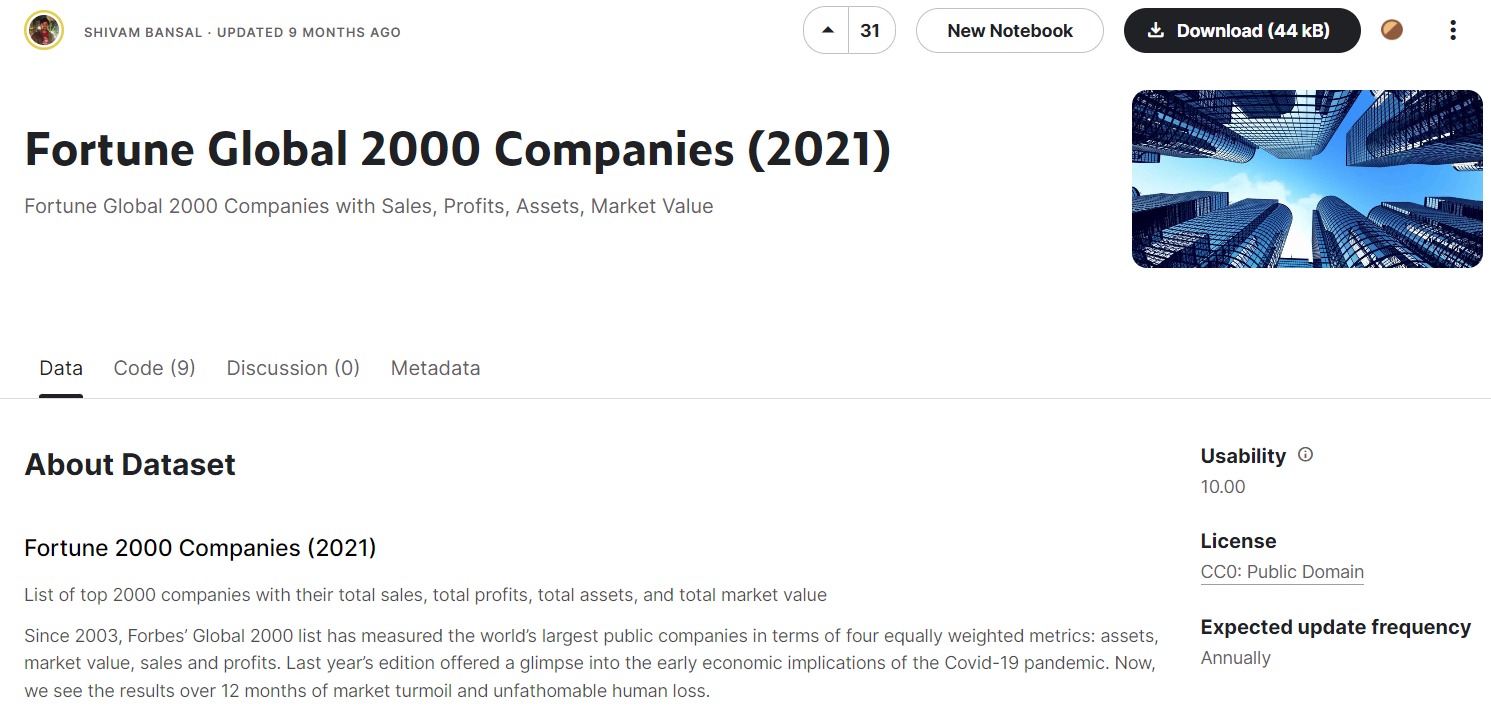 SHIVAM BANSAL · UPDATED 9 MONTHS AGO
31
New Notebook
Download (44 kB)
Fortune Global 2000 Companies (2021)
Fortune Global 2000 Companies with Sales, Profits, Assets, Market Value
Data
Code (9)
Discussion (0)
Metadata
About Dataset
Fortune 2000 Companies (2021)
List of top 2000 companies with their total sales, total profits, total assets, and total market value
Since 2003, Forbes’ Global 2000 list has measured the world’s largest public companies in terms of four equally weighted metrics: assets,
market value, sales and profits. Last year’s edition offered a glimpse into the early economic implications of the Covid-19 pandemic. Now,
we see the results over 12 months of market turmoil and unfathomable human loss.
Usability
10.00
License
CC0: Public Domain
Expected update frequency
Annually